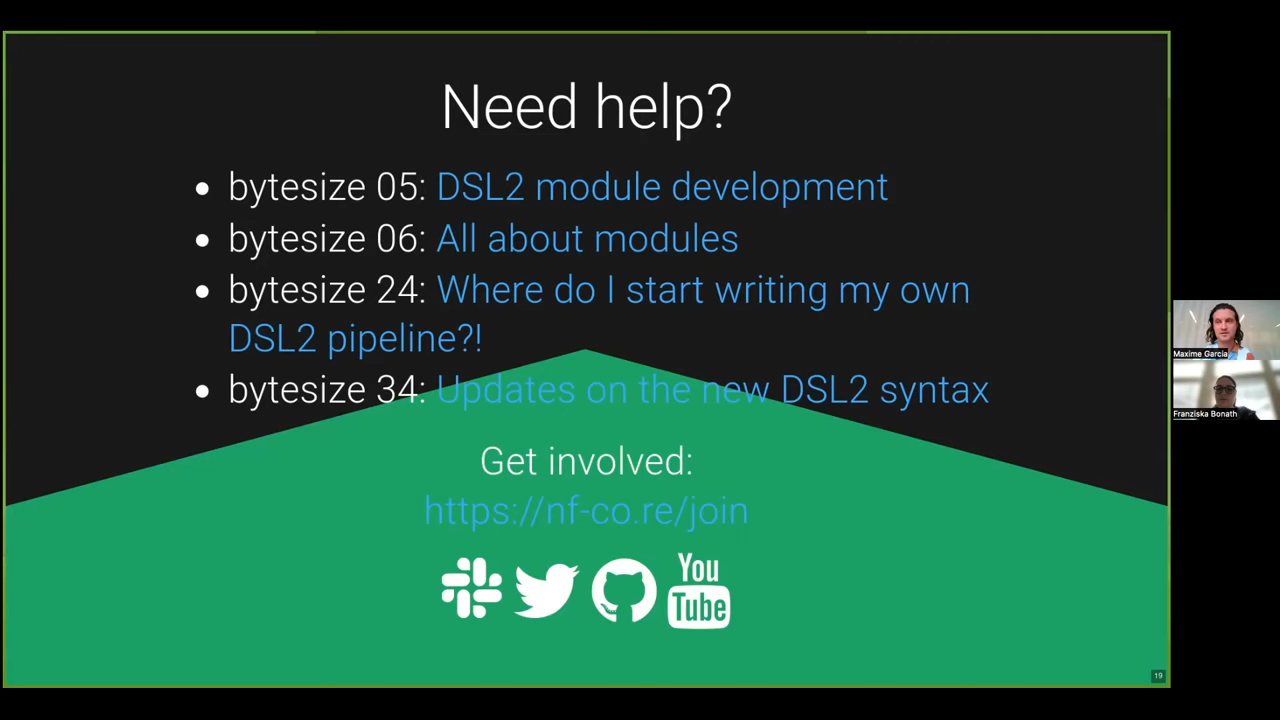 Need help?
bytesize 05: DSL2 module development
bytesize 06: All about modules
bytesize 24: Where do I start writing my own
DSL2 pipeline?!
bytesize 34: Updates on the new DSL2 syntax
Get involved:
https://nf-co.re/join
You
Tube
19
Maxime Garcia
Franziska Bonath